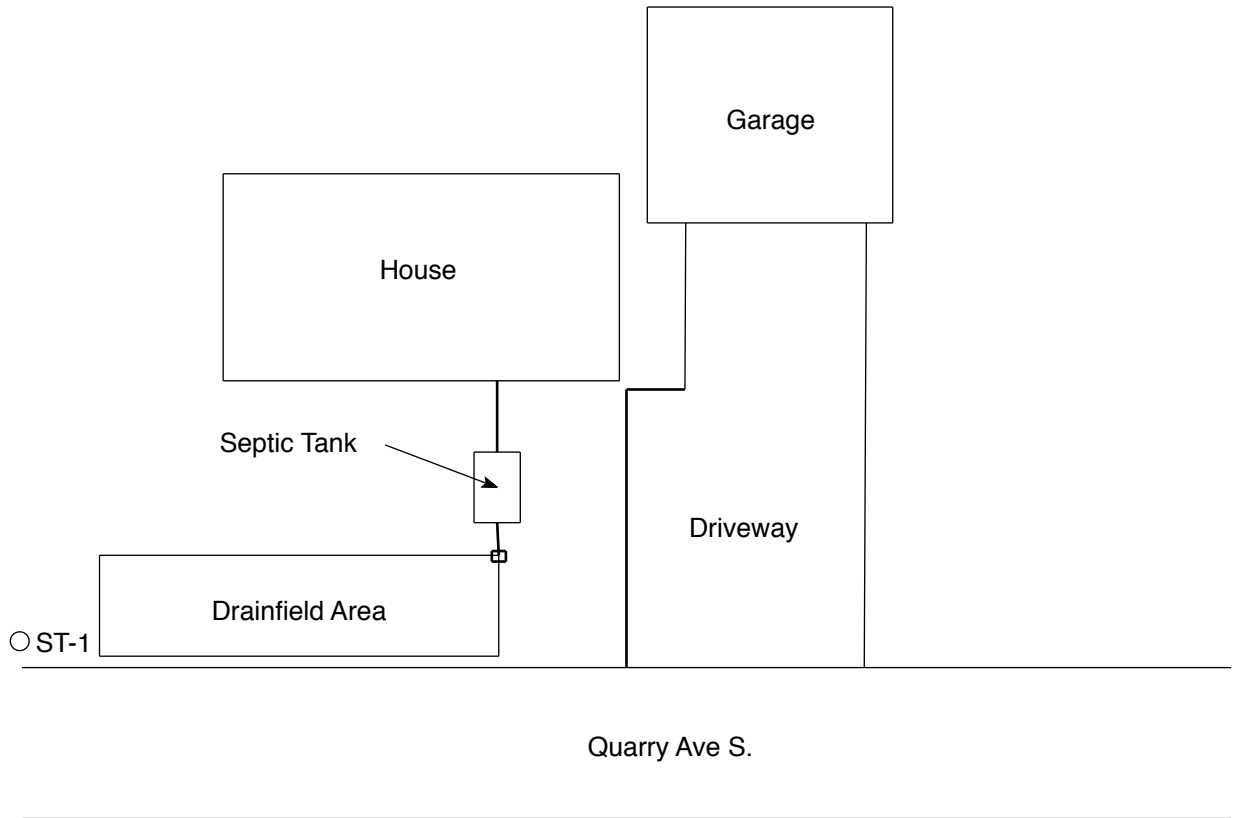 Garage
House
Septic Tank
Driveway
Drainfield Area
ST-1
Quarry Ave S.